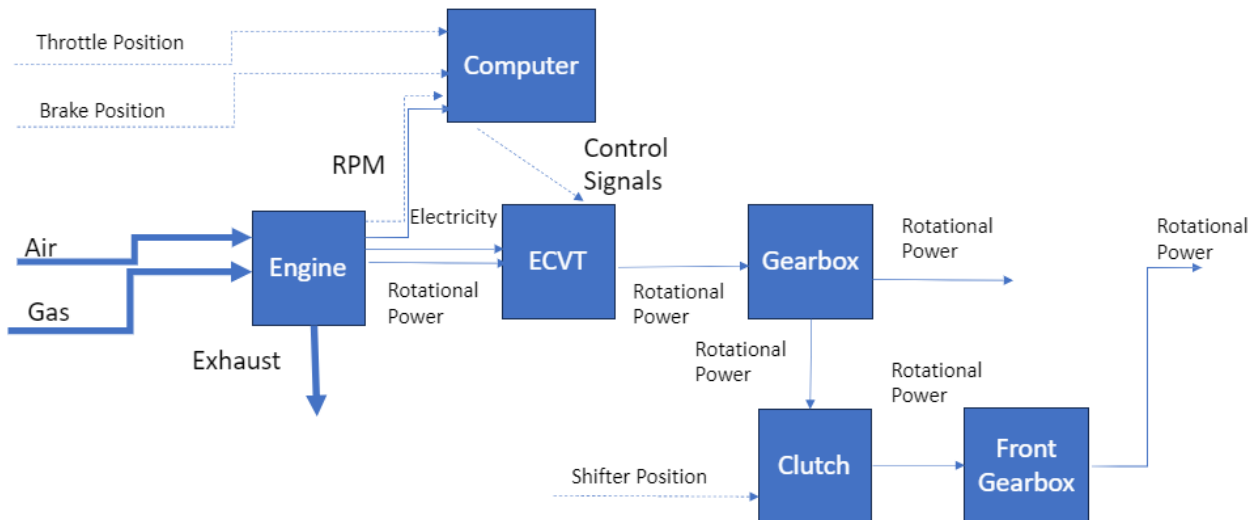 Throttle Position
Computer
Brake Position
RPM
Control
Signals
Electricity
Air
Engine
ECVT
Gearbox
Rotational
Power
Rotational
Power
Gas
Rotational
Power
Rotational
Power
Exhaust
Rotational
Power
Rotational
Power
Clutch
Front
Gearbox
Shifter Position